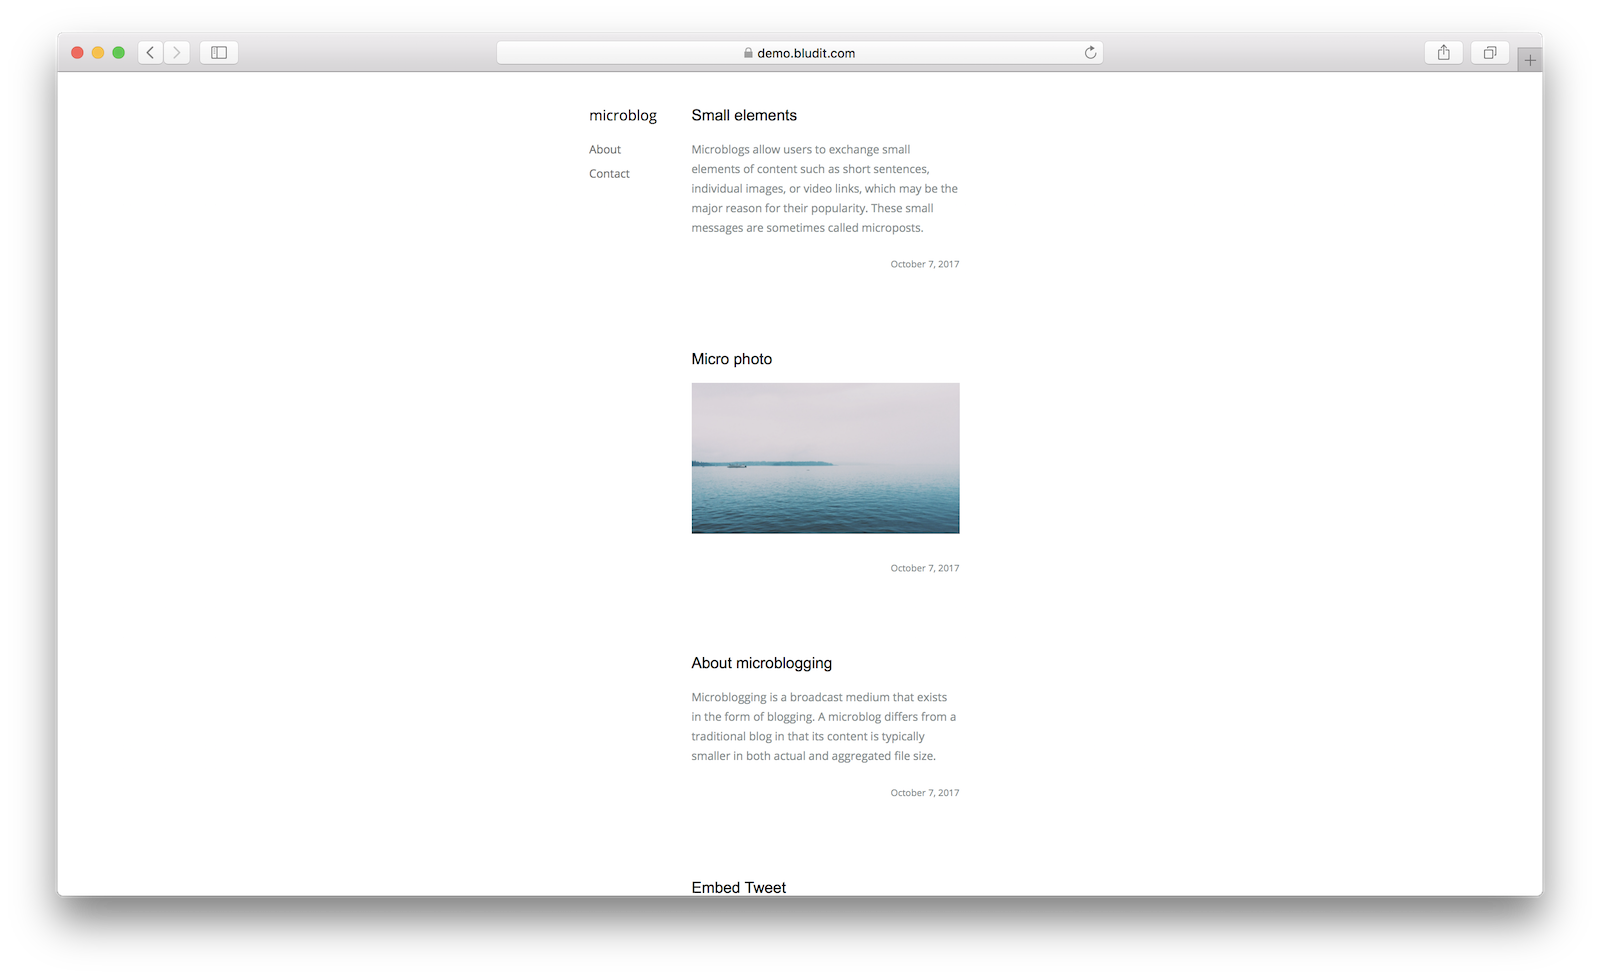 demo.bludit.com
microblog
About
Contact
Small elements
Microblogs allow users to exchange small
elements of content such as short sentences,
individual images, or video links, which may be the
major reason for their popularity. These small
messages are sometimes called microposts.
October 7, 2017
Micro photo
October 7, 2017
About microblogging
Microblogging is a broadcast medium that exists
in the form of blogging. A microblog differs from a
traditional blog in that its content is typically
smaller in both actual and aggregated file size.
October 7, 2017
Embed Tweet